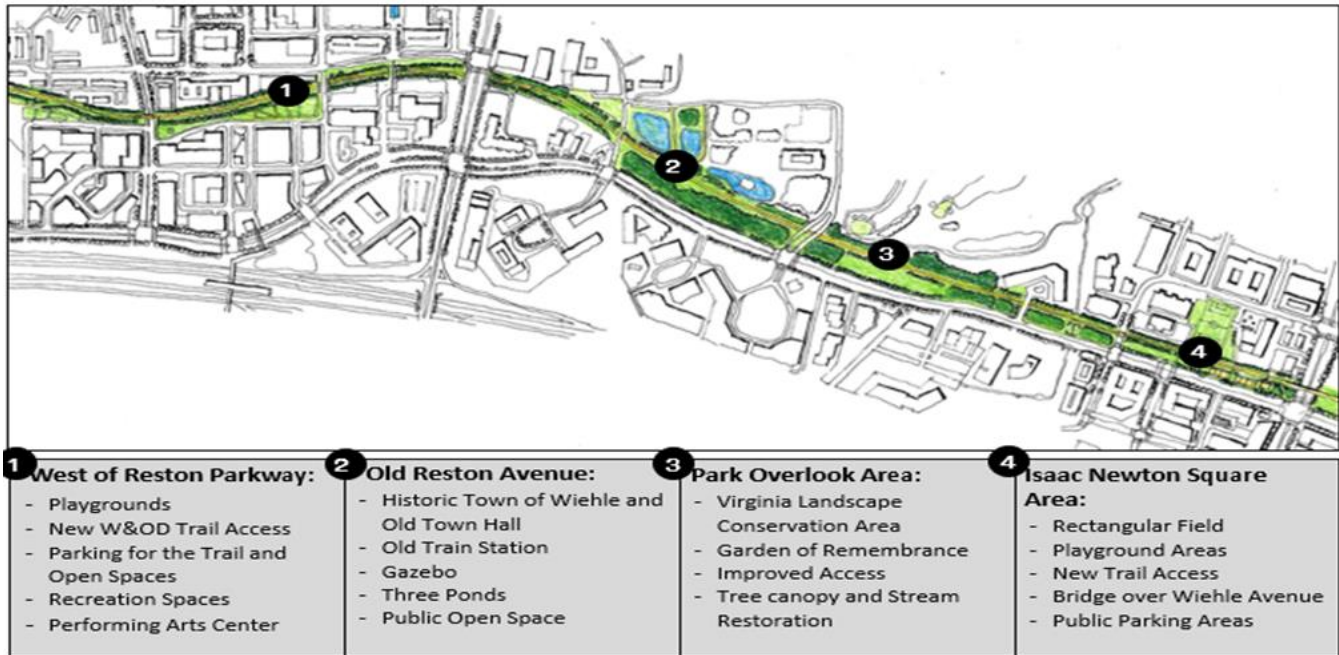 1
2
3
4
1 West of Reston Parkway:
- Playgrounds
- New W&OD Trail Access
- Parking for the Trail and
Open Spaces
- Recreation Spaces
- Performing Arts Center
2 Old Reston Avenue:
- Historic Town of Wiehle and
Old Town Hall
- Old Train Station
- Gazebo
- Three Ponds
- Public Open Space
3 Park Overlook Area:
- Virginia Landscape
Conservation Area
- Garden of Remembrance
- Improved Access
- Tree canopy and Stream
Restoration
4 Isaac Newton Square
Area:
- Rectangular Field
- Playground Areas
- New Trail Access
- Bridge over Wiehle Avenue
- Public Parking Areas